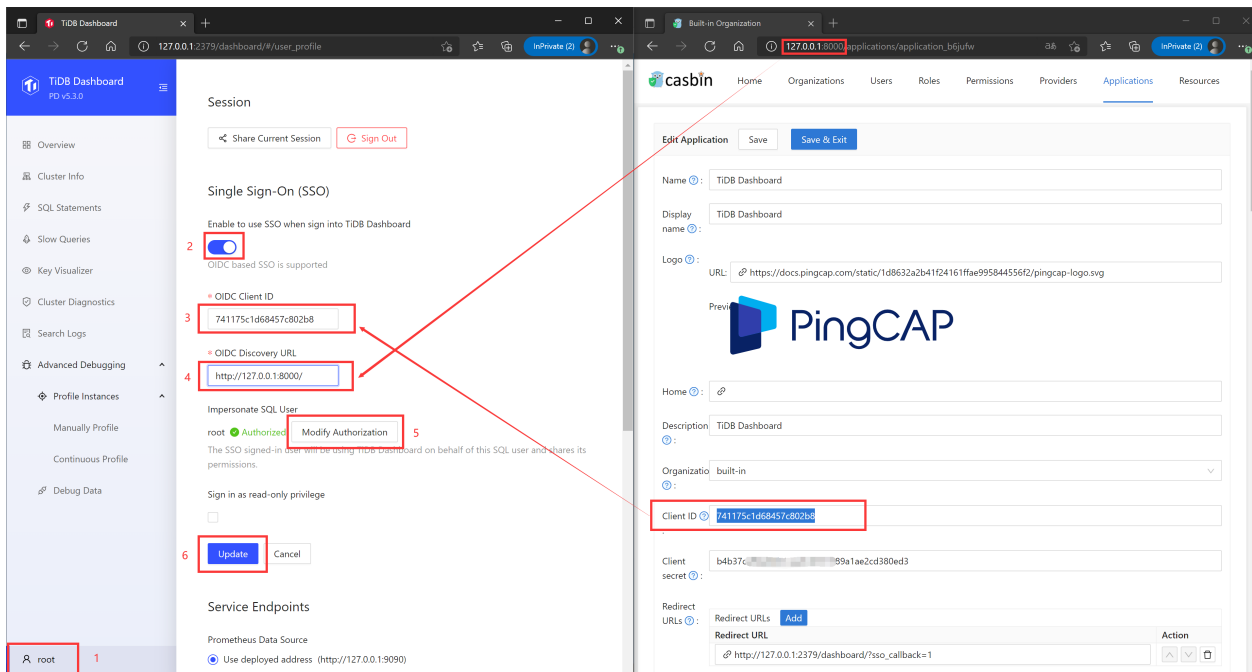 TiDB Dashboard
127.0.0.1:2379/dashboard/#/user_profile
InPrivate (2)
TiDB Dashboard
PD v5.3.0
Overview
Cluster Info
SQL Statements
Slow Queries
Key Visualizer
Cluster Diagnostics
Search Logs
Advanced Debugging
Profile Instances
Manually Profile
Continuous Profile
Debug Data
root
1
Session
Share Current Session
Sign Out
Single Sign-On (SSO)
Enable to use SSO when sign into TiDB Dashboard
2
OIDC based SSO is supported
* OIDC Client ID
3
741175c1d68457c802b8
* OIDC Discovery URL
4
http://127.0.0.1:8000/
Impersonate SQL User
root Authorized Modify Authorization
5
The SSO signed-in user will be using TiDB Dashboard on behalf of this SQL user and shares its
permissions.
Sign in as read-only privilege
6
Update Cancel
Service Endpoints
Prometheus Data Source
Use deployed address (http://127.0.0.1:9090)
Built-in Organization
127.0.0.1:8000/applications/application_b6jufw
InPrivate (2)
casbin
Home Organizations Users Roles Permissions Providers Applications Resources
Edit Application Save Save & Exit
Name : TiDB Dashboard
Display
name : TiDB Dashboard
Logo :
URL: https://docs.pingcap.com/static/1d8632a2b41f24161ffae995844556f2/pingcap-logo.svg
Previ
PingCAP
Home :
Description
: TiDB Dashboard
Organizatio
: built-in
Client ID 741175c1d68457c802b8
:
Client
secret : b4b37c 89a1ae2cd380ed3
Redirect
URLs :
Redirect URLs Add
Redirect URL Action
http://127.0.0.1:2379/dashboard/?sso_callback=1